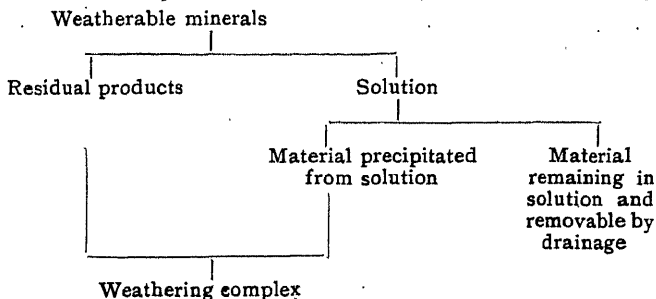 Weatherable minerals
Residual products Solution
Material precipitated
from solution
Material
remaining in
solution and
removable by
drainage
Weathering complex